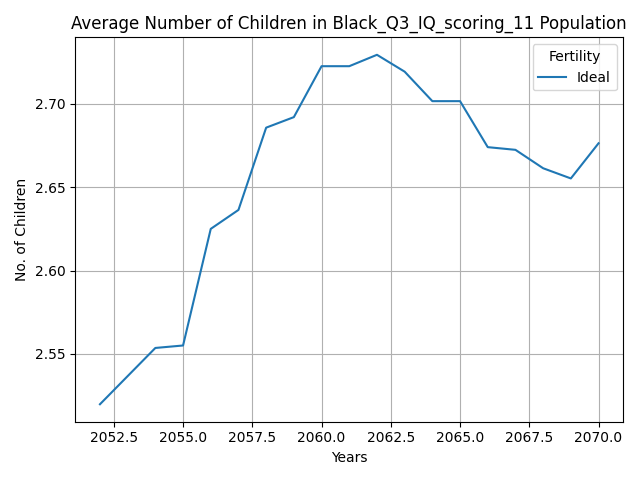 Average Number of Children in Black_Q3_IQ_scoring_11 Population
Fertility
Ideal
No. of Children
2.70
2.65
2.60
2.55
2052.5 2055.0 2057.5 2060.0 2062.5 2065.0 2067.5 2070.0
Years